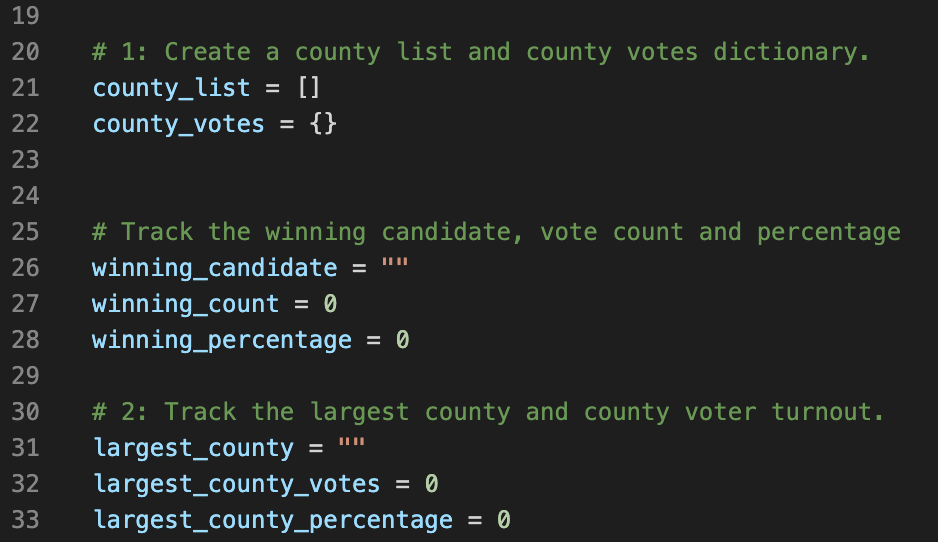 19
20 # 1: Create a county list and county votes dictionary.
21 county_list = []
22 county_votes = {}
23
24
25 # Track the winning candidate, vote count and percentage
26 winning_candidate = ""
27 winning_count = 0
28 winning_percentage = 0
29
30 # 2: Track the largest county and county voter turnout.
31 largest_county = ""
32 largest_county_votes = 0
33 largest_county_percentage = 0